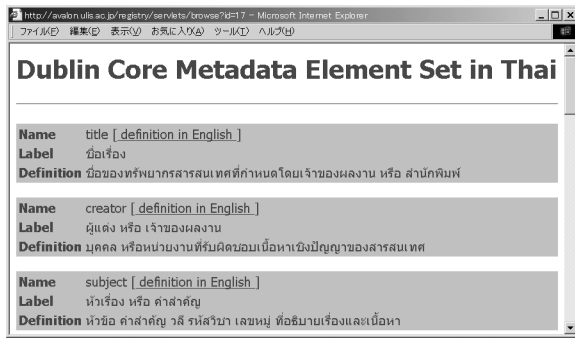 http://avalon.ulis.ac.jp/registry/servlets/browse?id=17 - Microsoft Internet Explorer
ファイル(F) 編集(E) 表示(V) お気に入り(A) ツール(T) ヘルプ(H)
Dublin Core Metadata Element Set in Thai
Name title [ definition in English ]
Label ชื่อเรื่อง
Definition ชื่อของทรัพยากรสารสนเทศที่กำหนดโดยเจ้าของผลงาน หรือ สำนักพิมพ์
Name creator [ definition in English ]
Label ผู้แต่ง หรือ เจ้าของผลงาน
Definition บุคคล หรือหน่วยงานที่รับผิดชอบเนื้อหาเชิงปัญญาของสารสนเทศ
Name subject [ definition in English ]
Label หัวเรื่อง หรือ คำสำคัญ
Definition หัวข้อ คำสำคัญ วลี รหัสวิชา เลขหมู่ ที่อธิบายเรื่องและเนื้อหา